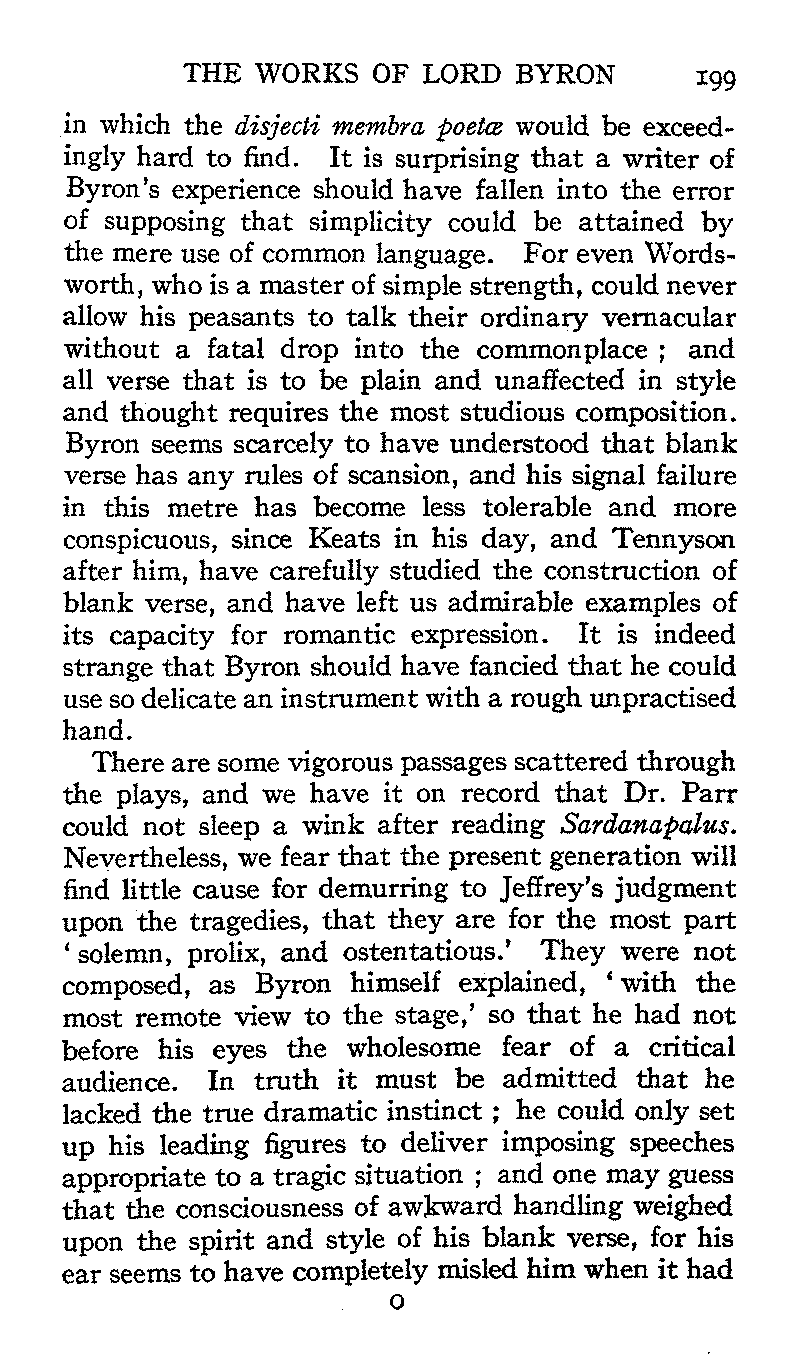 THE WORKS OF LORD BYRON 199
in which the disjecti membra poetæ would be exceed-
ingly hard to find. It is surprising that a writer of
Byron's experience should have fallen into the error
of supposing that simplicity could be attained by
the mere use of common language. For even Words-
worth, who is a master of simple strength, could never
allow his peasants to talk their ordinary vernacular
without a fatal drop into the commonplace ; and
all verse that is to be plain and unaffected in style
and thought requires the most studious composition.
Byron seems scarcely to have understood that blank
verse has any rules of scansion, and his signal failure
in this metre has become less tolerable and more
conspicuous, since Keats in his day, and Tennyson
after him, have carefully studied the construction of
blank verse, and have left us admirable examples of
its capacity for romantic expression. It is indeed
strange that Byron should have fancied that he could
use so delicate an instrument with a rough unpractised
hand.
There are some vigorous passages scattered through
the plays, and we have it on record that Dr. Parr
could not sleep a wink after reading Sardanapalus.
Nevertheless, we fear that the present generation will
find little cause for demurring to Jeffrey's judgment
upon the tragedies, that they are for the most part
‘ solemn, prolix, and ostentatious.’ They were not
composed, as Byron himself explained, ‘ with the
most remote view to the stage,’ so that he had not
before his eyes the wholesome fear of a critical
audience. In truth it must be admitted that he
lacked the true dramatic instinct ; he could only set
up his leading figures to deliver imposing speeches
appropriate to a tragic situation ; and one may guess
that the consciousness of awkward handling weighed
upon the spirit and style of his blank verse, for his
ear seems to have completely misled him when it had
O